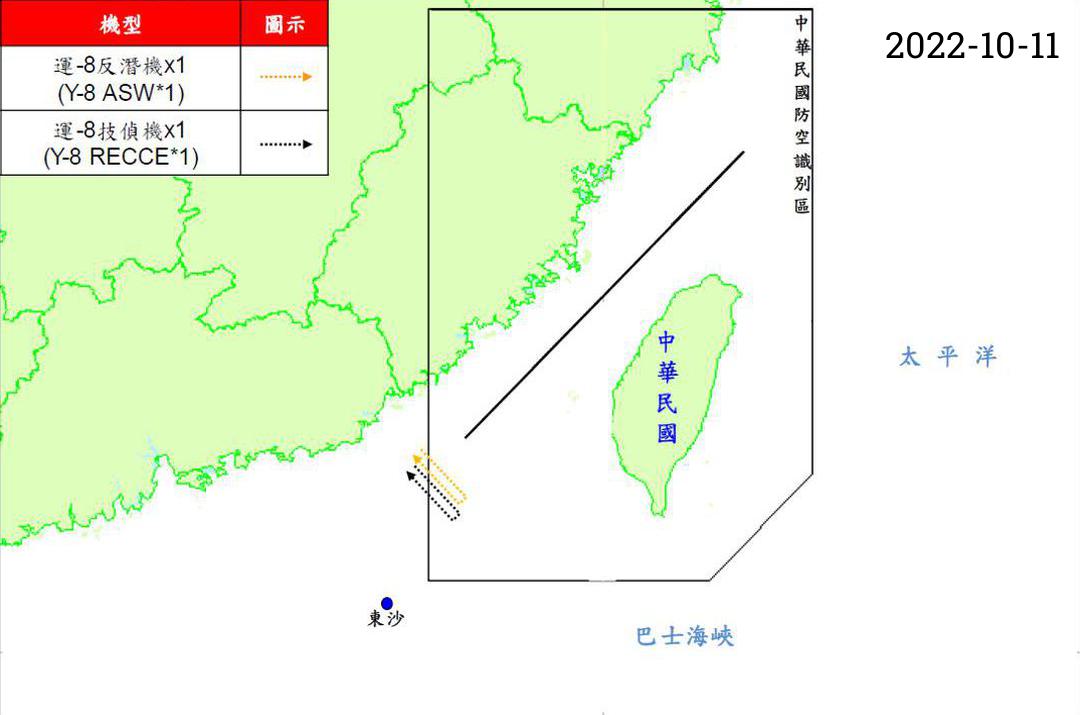 機型
圖示
運-8反潛機x1
(Y-8 ASW*1)
運-8技偵機x1
(Y-8 RECCE*1)
中華民國防空識別區
2022-10-11
中華民國
太平洋
東沙
巴士海峽